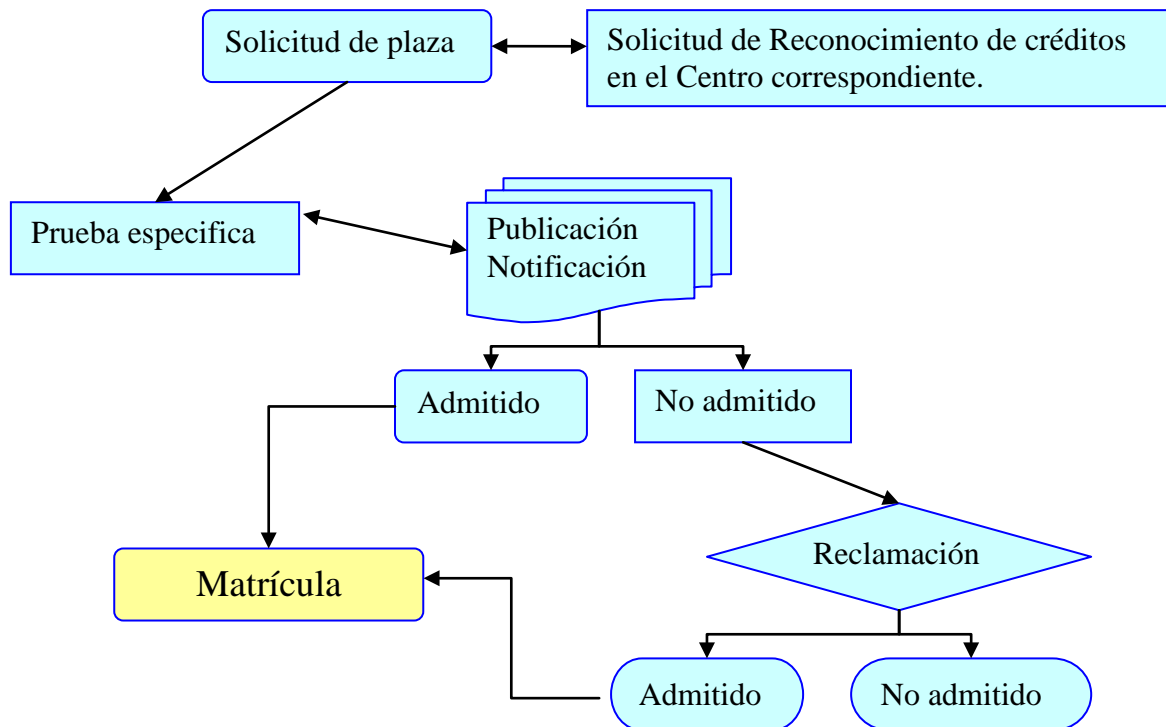 Solicitud de plaza
Solicitud de Reconocimiento de créditos
en el Centro correspondiente.
Prueba especifica
Publicación
Notificación
Admitido
No admitido
Reclamación
Matrícula
Admitido
No admitido